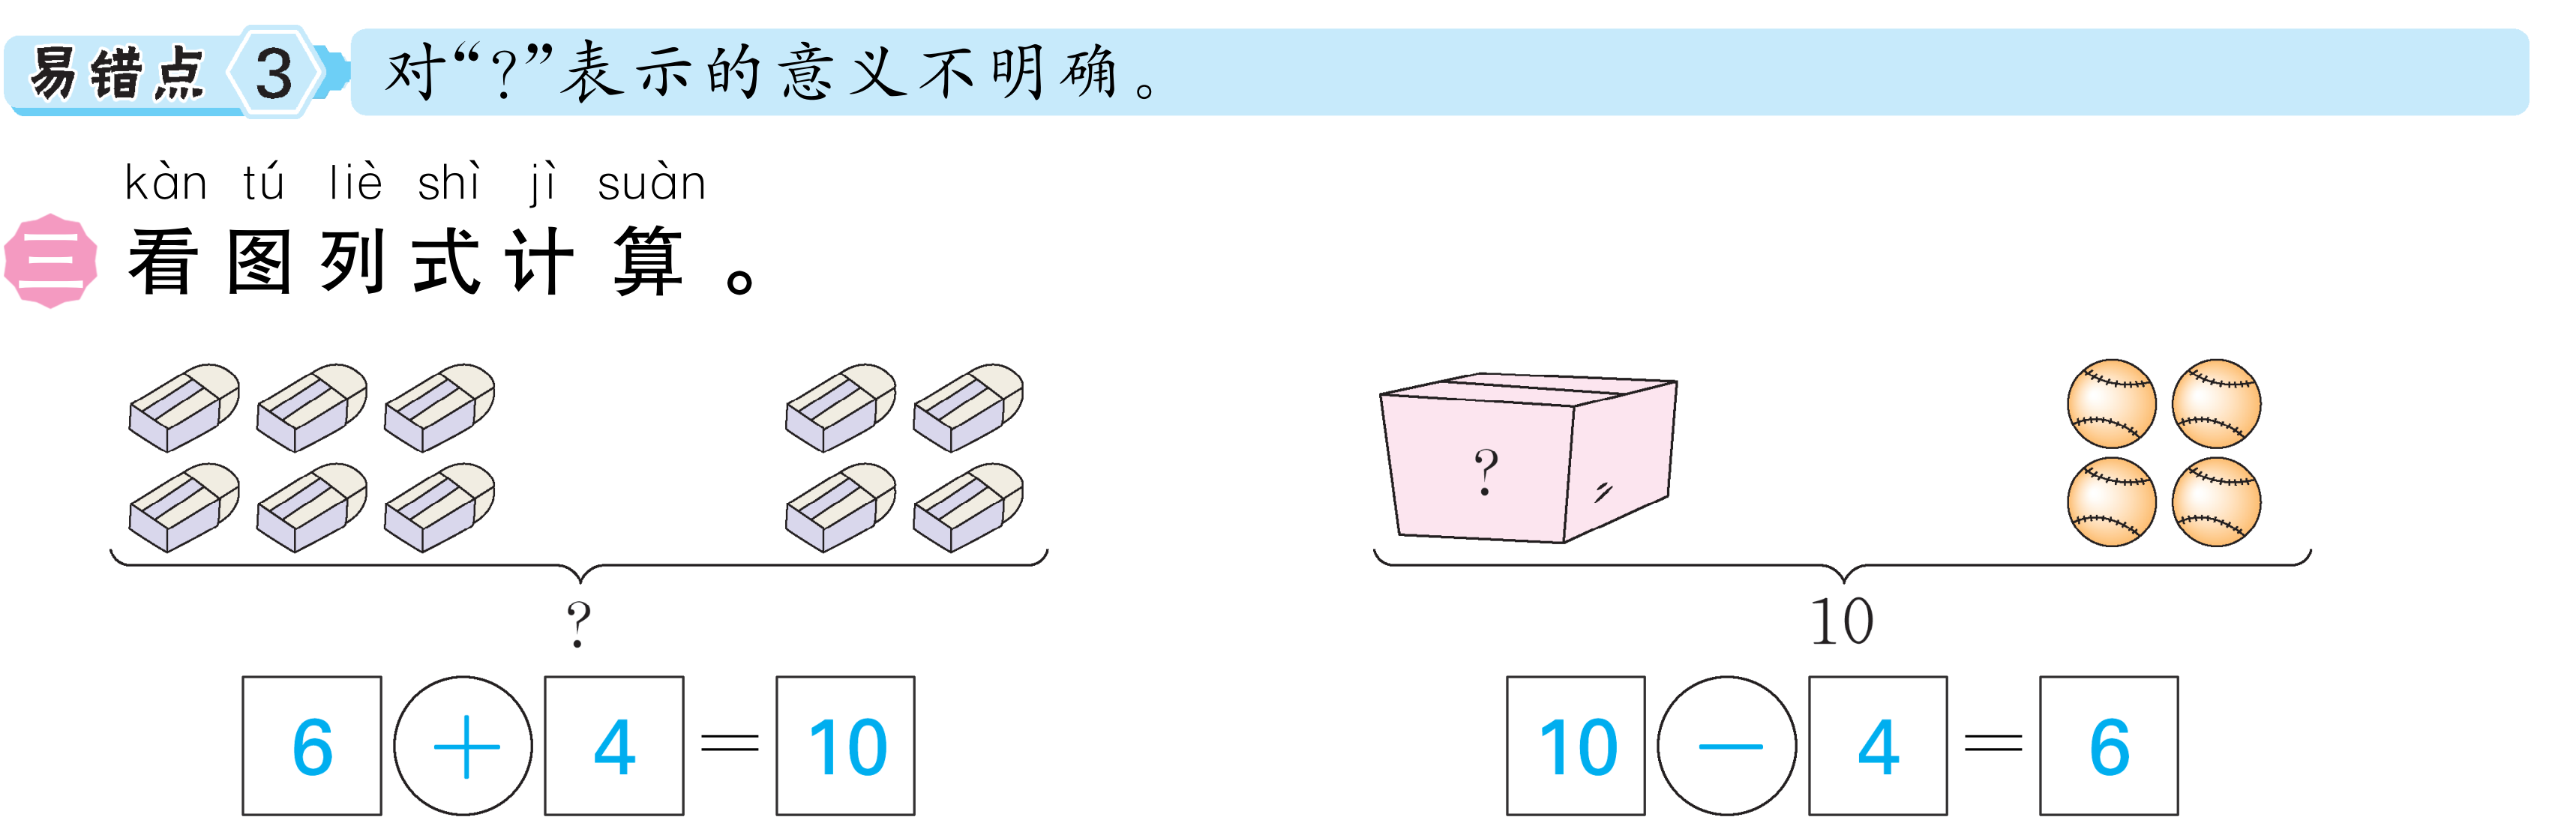 易错点 3 对“?”表示的意义不明确。
kàn tú liè shì jì suàn
三 看图列式计算。
?
? 10
6 + 4 = 10 10 − 4 = 6